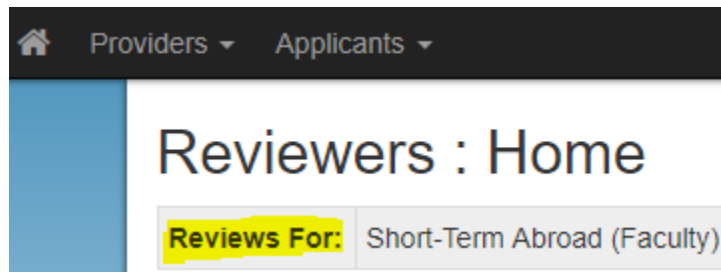 Providers Applicants
Reviewers : Home
Reviews For: Short-Term Abroad (Faculty)